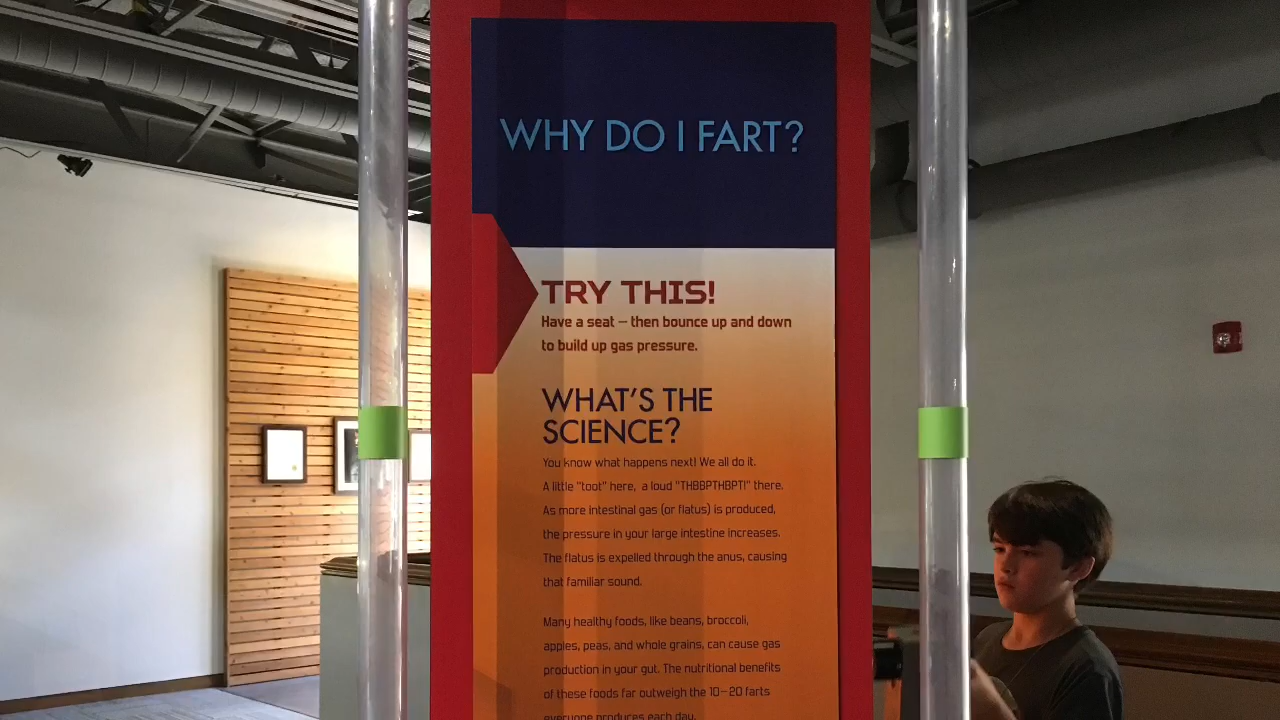 WHY DO I FART?
TRY THIS!
Have a seat – then bounce up and down
to build up gas pressure.
WHAT'S THE
SCIENCE?
You know what happens next! We all do it.
A little "toot" here, a loud "THBBPTHBPT!" there.
As more intestinal gas (or flatus) is produced,
the pressure in your large intestine increases.
The flatus is expelled through the anus, causing
that familiar sound.
Many healthy foods, like beans, broccoli,
apples, peas, and whole grains, can cause gas
production in your gut. The nutritional benefits
of these foods far outweigh the 10–20 farts
everyone produces each day.